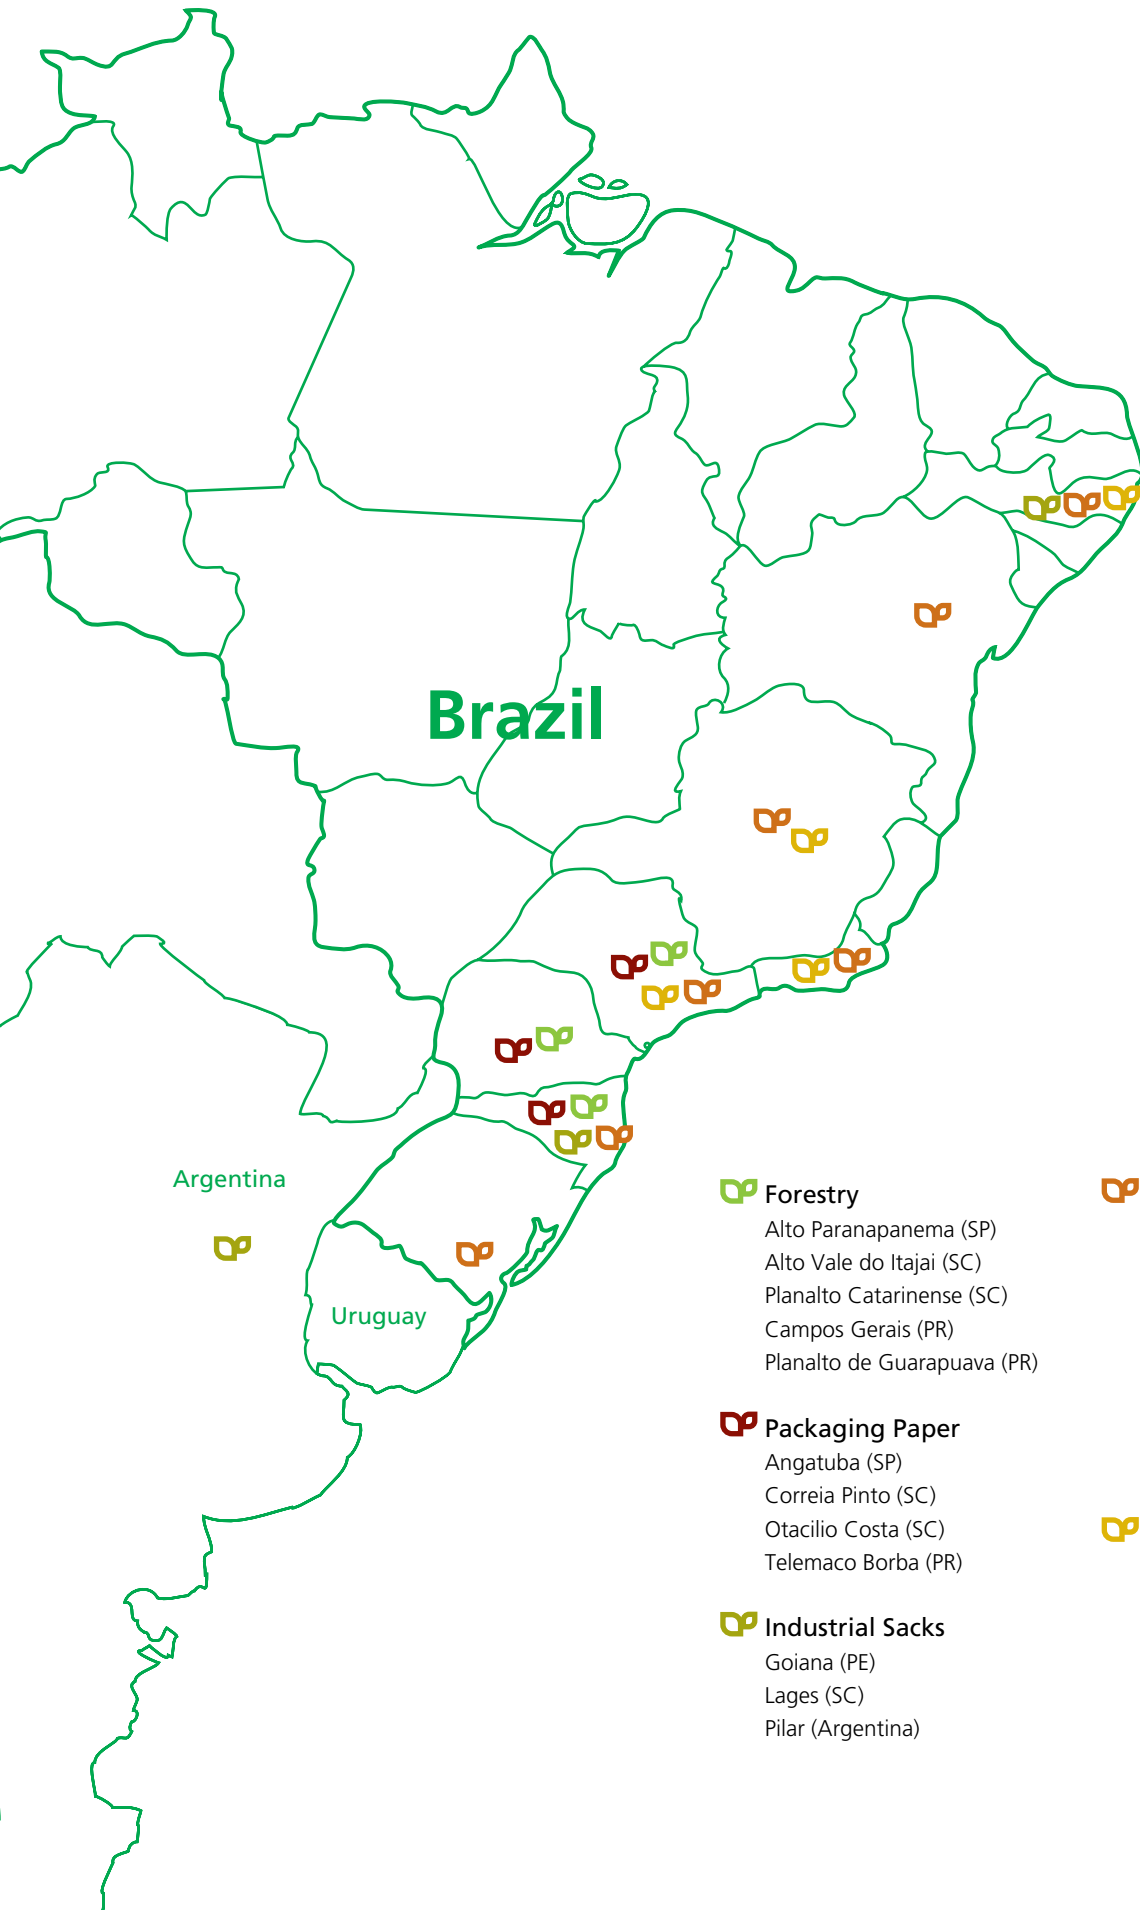 Brazil
Argentina
Uruguay
Forestry
Alto Paranapanema (SP)
Alto Vale do Itajai (SC)
Planalto Catarinense (SC)
Campos Gerais (PR)
Planalto de Guarapuava (PR)
Packaging Paper
Angatuba (SP)
Correia Pinto (SC)
Otacilio Costa (SC)
Telemaco Borba (PR)
Industrial Sacks
Goiana (PE)
Lages (SC)
Pilar (Argentina)